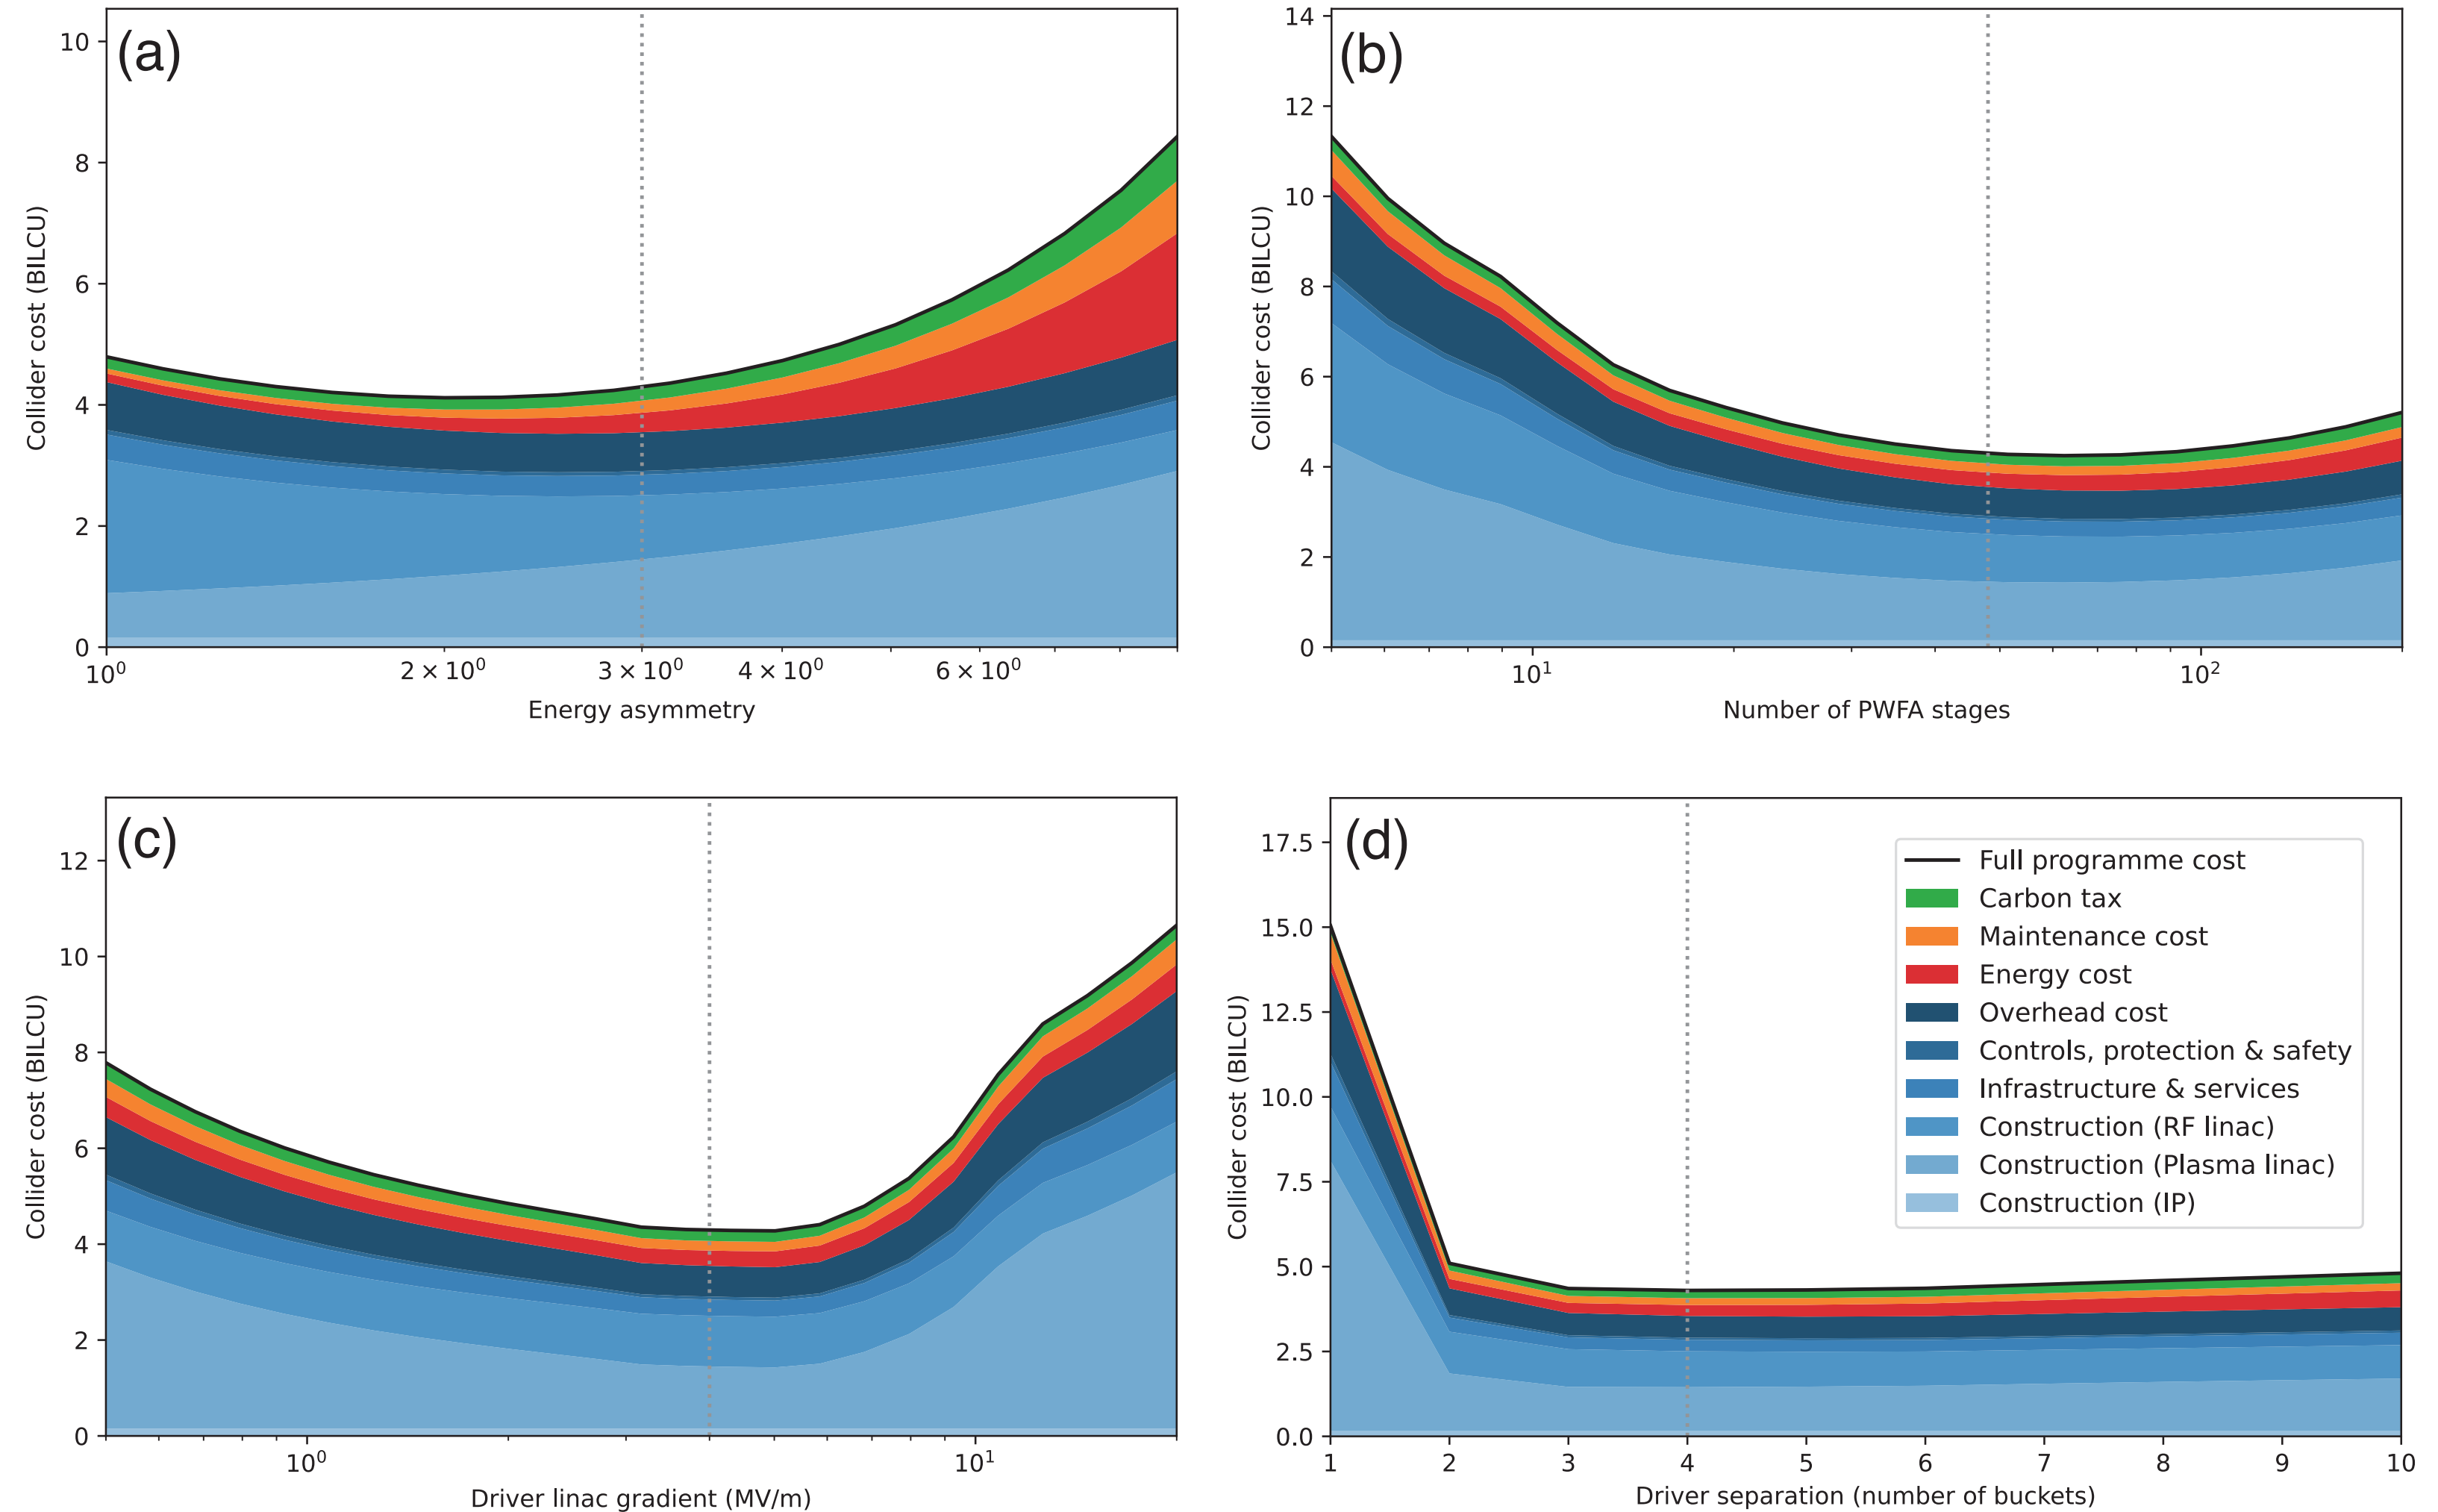 (a)
Collider cost (BILCU)
10
8
6
4
2
0
10⁰
2 × 10⁰
3 × 10⁰
4 × 10⁰
6 × 10⁰
Energy asymmetry
(b)
Collider cost (BILCU)
14
12
10
8
6
4
2
0
10¹
10²
Number of PWFA stages
(c)
Collider cost (BILCU)
12
10
8
6
4
2
0
10⁰
10¹
Driver linac gradient (MV/m)
(d)
Collider cost (BILCU)
17.5
15.0
12.5
10.0
7.5
5.0
2.5
0.0
1
2
3
4
5
6
7
8
9
10
Driver separation (number of buckets)
Full programme cost
Carbon tax
Maintenance cost
Energy cost
Overhead cost
Controls, protection & safety
Infrastructure & services
Construction (RF linac)
Construction (Plasma linac)
Construction (IP)